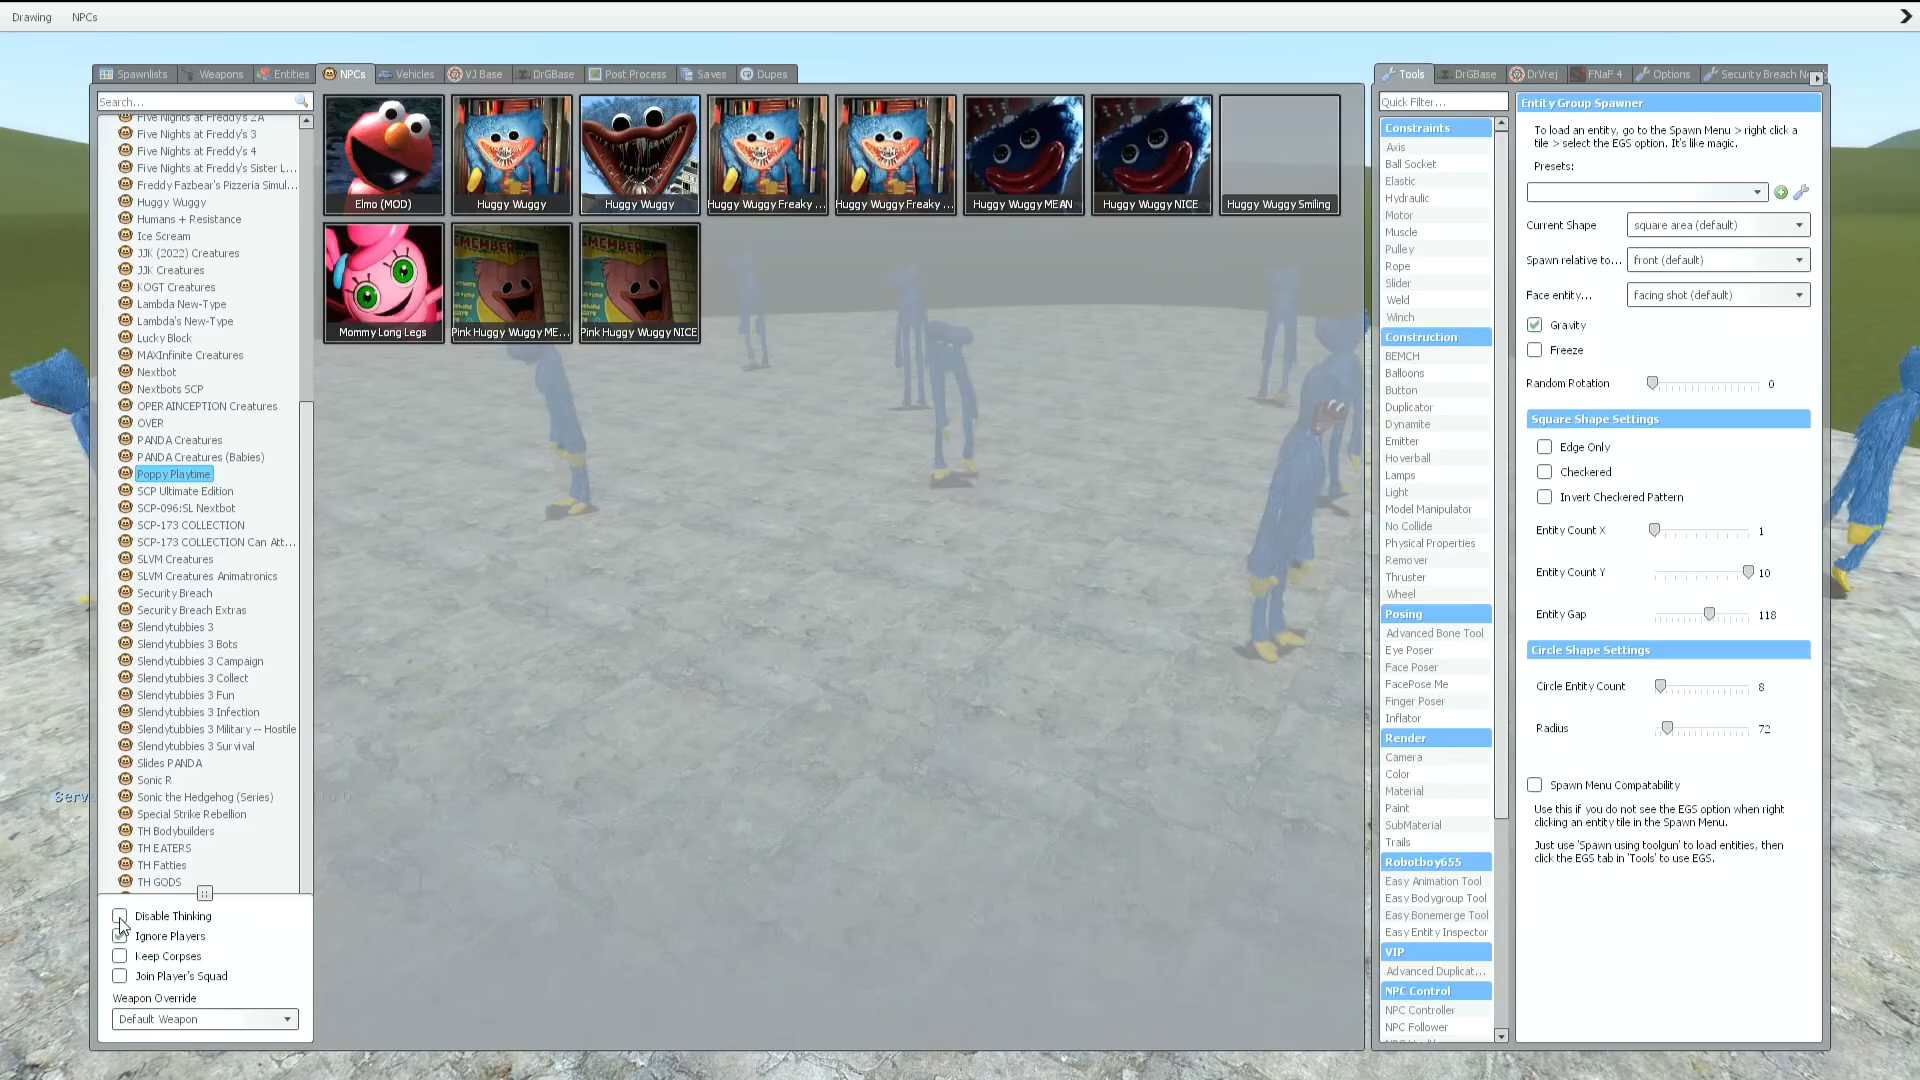 Drawing NPCs
Spawnlists Weapons Entities NPCs Vehicles VJ Base DrGBase Post Process Saves Dupes
Search...
Five Nights at Freddy's 2A
Five Nights at Freddy's 3
Five Nights at Freddy's 4
Five Nights at Freddy's Sister L...
Freddy Fazbear's Pizzeria Simul...
Huggy Wuggy
Humans + Resistance
Ice Scream
JJK (2022) Creatures
JJK Creatures
KOGT Creatures
Lambda New-Type
Lambda's New-Type
Lucky Block
MAXInfinite Creatures
Nextbot
Nextbots SCP
OPERAINCEPTION Creatures
OVER
PANDA Creatures
PANDA Creatures (Babies)
Poppy Playtime
SCP Ultimate Edition
SCP-096:SL Nextbot
SCP-173 COLLECTION
SCP-173 COLLECTION Can Att...
SLVM Creatures
SLVM Creatures Animatronics
Security Breach
Security Breach Extras
Slendytubbies 3
Slendytubbies 3 Bots
Slendytubbies 3 Campaign
Slendytubbies 3 Collect
Slendytubbies 3 Fun
Slendytubbies 3 Infection
Slendytubbies 3 Military -- Hostile
Slendytubbies 3 Survival
Slides PANDA
Sonic R
Sonic the Hedgehog (Series)
Special Strike Rebellion
TH Bodybuilders
TH EATERS
TH Fatties
TH GODS
Disable Thinking
Ignore Players
Keep Corpses
Join Player's Squad
Weapon Override
Default Weapon
Elmo (MOD)
Huggy Wuggy
Huggy Wuggy
Huggy Wuggy Freaky ...
Huggy Wuggy Freaky ...
Huggy Wuggy MEAN
Huggy Wuggy NICE
Huggy Wuggy Smiling
Mommy Long Legs
Pink Huggy Wuggy ME...
Pink Huggy Wuggy NICE
to 0
Tools DrGBase DrVrej FNaF 4 Options Security Breach
Quick Filter...
Constraints
Axis
Ball Socket
Elastic
Hydraulic
Motor
Muscle
Pulley
Rope
Slider
Weld
Winch
Construction
BEMCH
Balloons
Button
Duplicator
Dynamite
Emitter
Hoverball
Lamps
Light
Model Manipulator
No Collide
Physical Properties
Remover
Thruster
Wheel
Posing
Advanced Bone Tool
Eye Poser
Face Poser
FacePose Me
Finger Poser
Inflator
Render
Camera
Color
Material
Paint
SubMaterial
Trails
Robotboy655
Easy Animation Tool
Easy Bodygroup Tool
Easy Bonemerge Tool
Easy Entity Inspector
VIP
Advanced Duplicat...
NPC Control
NPC Controller
NPC Follower
Entity Group Spawner
To load an entity, go to the Spawn Menu > right click a
tile > select the EGS option. It's like magic.
Presets:
Current Shape square area (default)
Spawn relative to... front (default)
Face entity... facing shot (default)
Gravity
Freeze
Random Rotation 0
Square Shape Settings
Edge Only
Checkered
Invert Checkered Pattern
Entity Count X 1
Entity Count Y 10
Entity Gap 118
Circle Shape Settings
Circle Entity Count 8
Radius 72
Spawn Menu Compatability
Use this if you do not see the EGS option when right
clicking an entity tile in the Spawn Menu.
Just use 'Spawn using toolgun' to load entities, then
click the EGS tab in 'Tools' to use EGS.